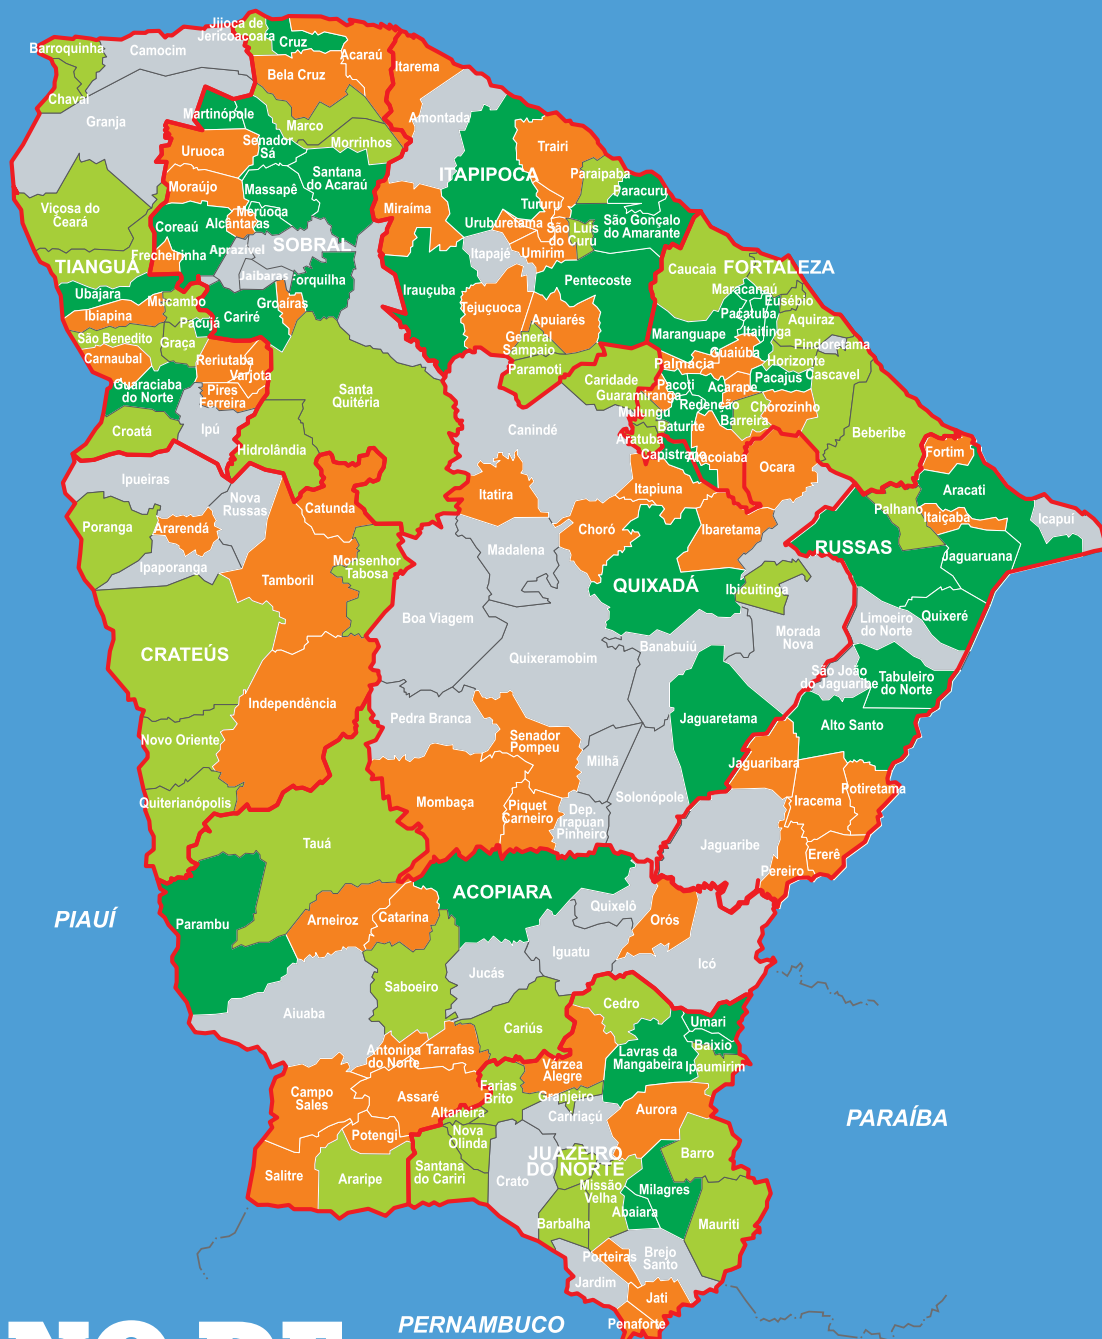 Jijoca de
Jericoacoara
Cruz
Barroquinha
Camocim
Acaraú
Itarema
Bela Cruz
Chaval
Granja
Martinópole
Marco
Amontada
Senador
Sá
Morrinhos
Uruoca
Trairi
Santana
do Acaraú
ITAPIPOCA
Paraipaba
Moraújo
Massapê
Paracuru
Viçosa do
Ceará
Miraíma
Tururu
Meruoca
Alcântaras
Uruburetama
São Gonçalo
do Amarante
Coreaú
São Luis
do Curu
SOBRAL
Aprazível
Itapajé
Umirim
Frecheirinha
TIANGUÁ
Caucaia
FORTALEZA
Jaibaras
Forquilha
Pentecoste
Irauçuba
Maracanaú
Ubajara
Mucambo
Groaíras
Eusébio
Ibiapina
Cariré
Tejuçuoca
Pacatuba
Pacujá
Apuiarés
Aquiraz
Itaitinga
Maranguape
São Benedito
Graça
General
Sampaio
Pindoretama
Guaiúba
Carnaubal
Reriutaba
Horizonte
Palmácia
Varjota
Paramoti
Cascavel
Pacajus
Guaraciaba
do Norte
Caridade
Pacoti
Acarape
Santa
Quitéria
Pires
Ferreira
Guaramiranga
Redenção
Chorozinho
Mulungu
Barreira
Baturite
Ipú
Canindé
Croatá
Beberibe
Aratuba
Hidrolândia
Capistrano
Aracoiaba
Fortim
Ocara
Ipueiras
Itapiuna
Aracati
Itatira
Nova
Russas
Catunda
Palhano
Itaiçaba
Icapui
Poranga
Ararendá
Choró
Ibaretama
RUSSAS
Madalena
Jaguaruana
Ipaporanga
Monsenhor
Tabosa
Tamboril
QUIXADÁ
Ibicuitinga
Boa Viagem
Quixeré
Limoeiro
do Norte
Morada
Nova
Banabuiú
CRATEÚS
Quixeramobim
São João
do Jaguaribe
Tabuleiro
do Norte
Independência
Pedra Branca
Jaguaretama
Alto Santo
Novo Oriente
Senador
Pompeu
Milhã
Jaguaribara
Potiretama
Solonópole
Iracema
Quiterianópolis
Mombaça
Piquet
Carneiro
Dep.
Irapuan
Pinheiro
Tauá
Jaguaribe
Ererê
Pereiro
ACOPIARA
Quixelô
PIAUÍ
Parambu
Arneiroz
Catarina
Orós
Iguatu
Icó
Jucás
Saboeiro
Cedro
Aiuaba
Umari
Cariús
Baixio
Antonina
do Norte
Tarrafas
Lavras da
Mangabeira
Várzea
Alegre
Ipaumirim
Campo
Sales
Assaré
Farias
Brito
Granjeiro
Altaneira
Caririaçú
Aurora
PARAÍBA
Potengi
Nova
Olinda
JUAZEIRO
DO NORTE
Barro
Salitre
Araripe
Santana
do Cariri
Crato
Missão
Velha
Milagres
Abaiara
Barbalha
Mauriti
Porteiras
Brejo
Santo
Jardim
Jati
PERNAMBUCO
Penaforte
NO DE